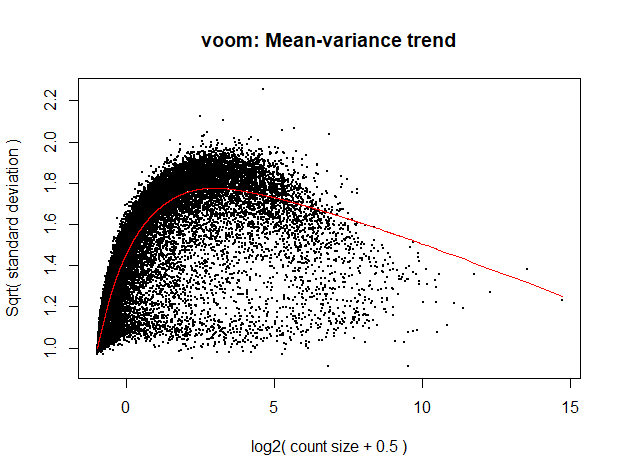 voom: Mean-variance trend
Sqrt( standard deviation )
2.2
2.0
1.8
1.6
1.4
1.2
1.0
0 5 10 15
log2( count size + 0.5 )